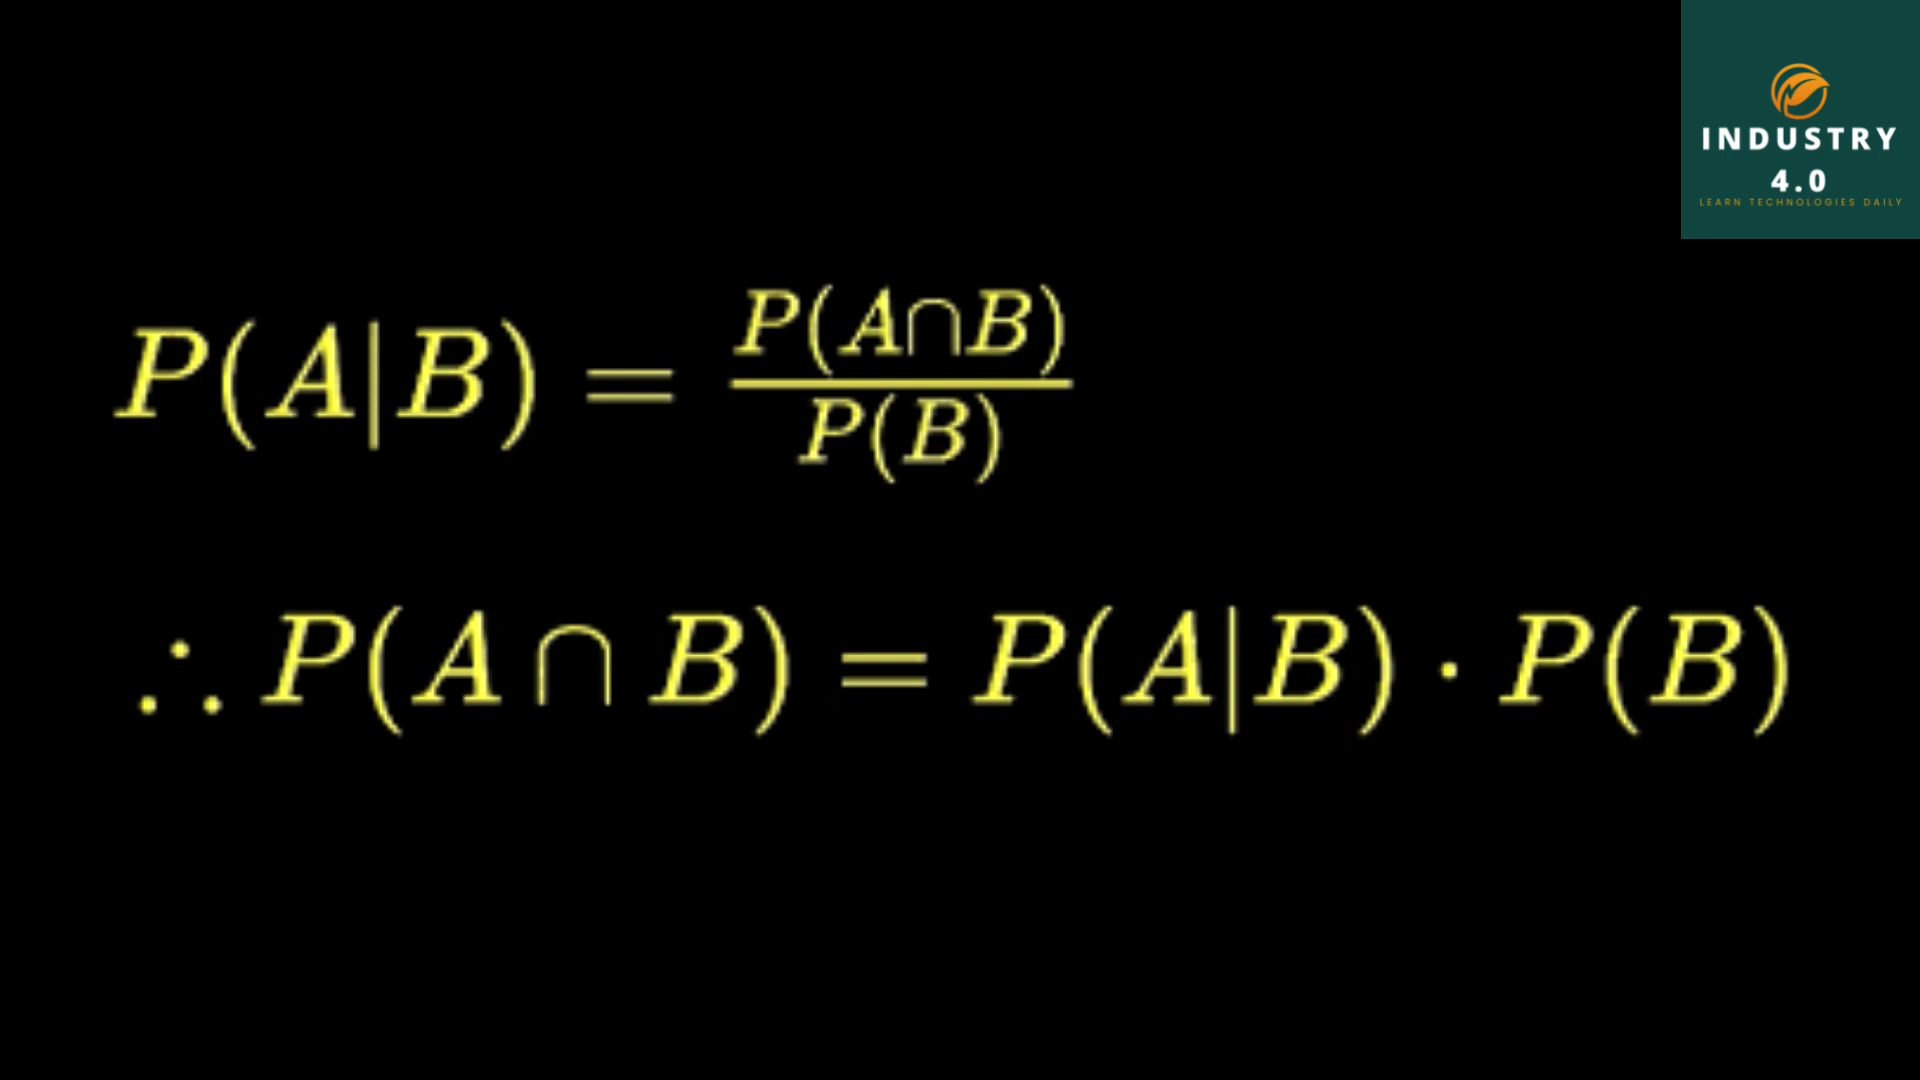 INDUSTRY
4.0
LEARN TECHNOLOGIES DAILY
P(A|B) = P(A∩B)/P(B)
∴ P(A ∩ B) = P(A|B) · P(B)